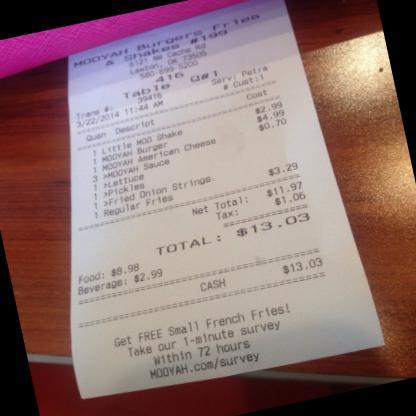 MOOYAH Burgers Fries
& Shakes #199
6121 NW Cache Rd
Lawton, OK 73505
580-699-5200
416
Table Q#1
Trans #: 39416 Serv: Petra
3/22/2014 11:44 AM # Cust:1
Quan Descript Cost
1 Little MOO Shake $2.99
1 MOOYAH Burger $4.99
1 MOOYAH American Cheese $0.70
3 >MOOYAH Sauce
1 >Lettuce
1 >Pickles
1 >Fried Onion Strings
1 Regular Fries $3.29
Net Total: $11.97
Tax: $1.06
TOTAL: $13.03
Food: $8.98
Beverage: $2.99
CASH $13.03
Get FREE Small French Fries!
Take our 1-minute survey
Within 72 hours
MOOYAH.com/survey